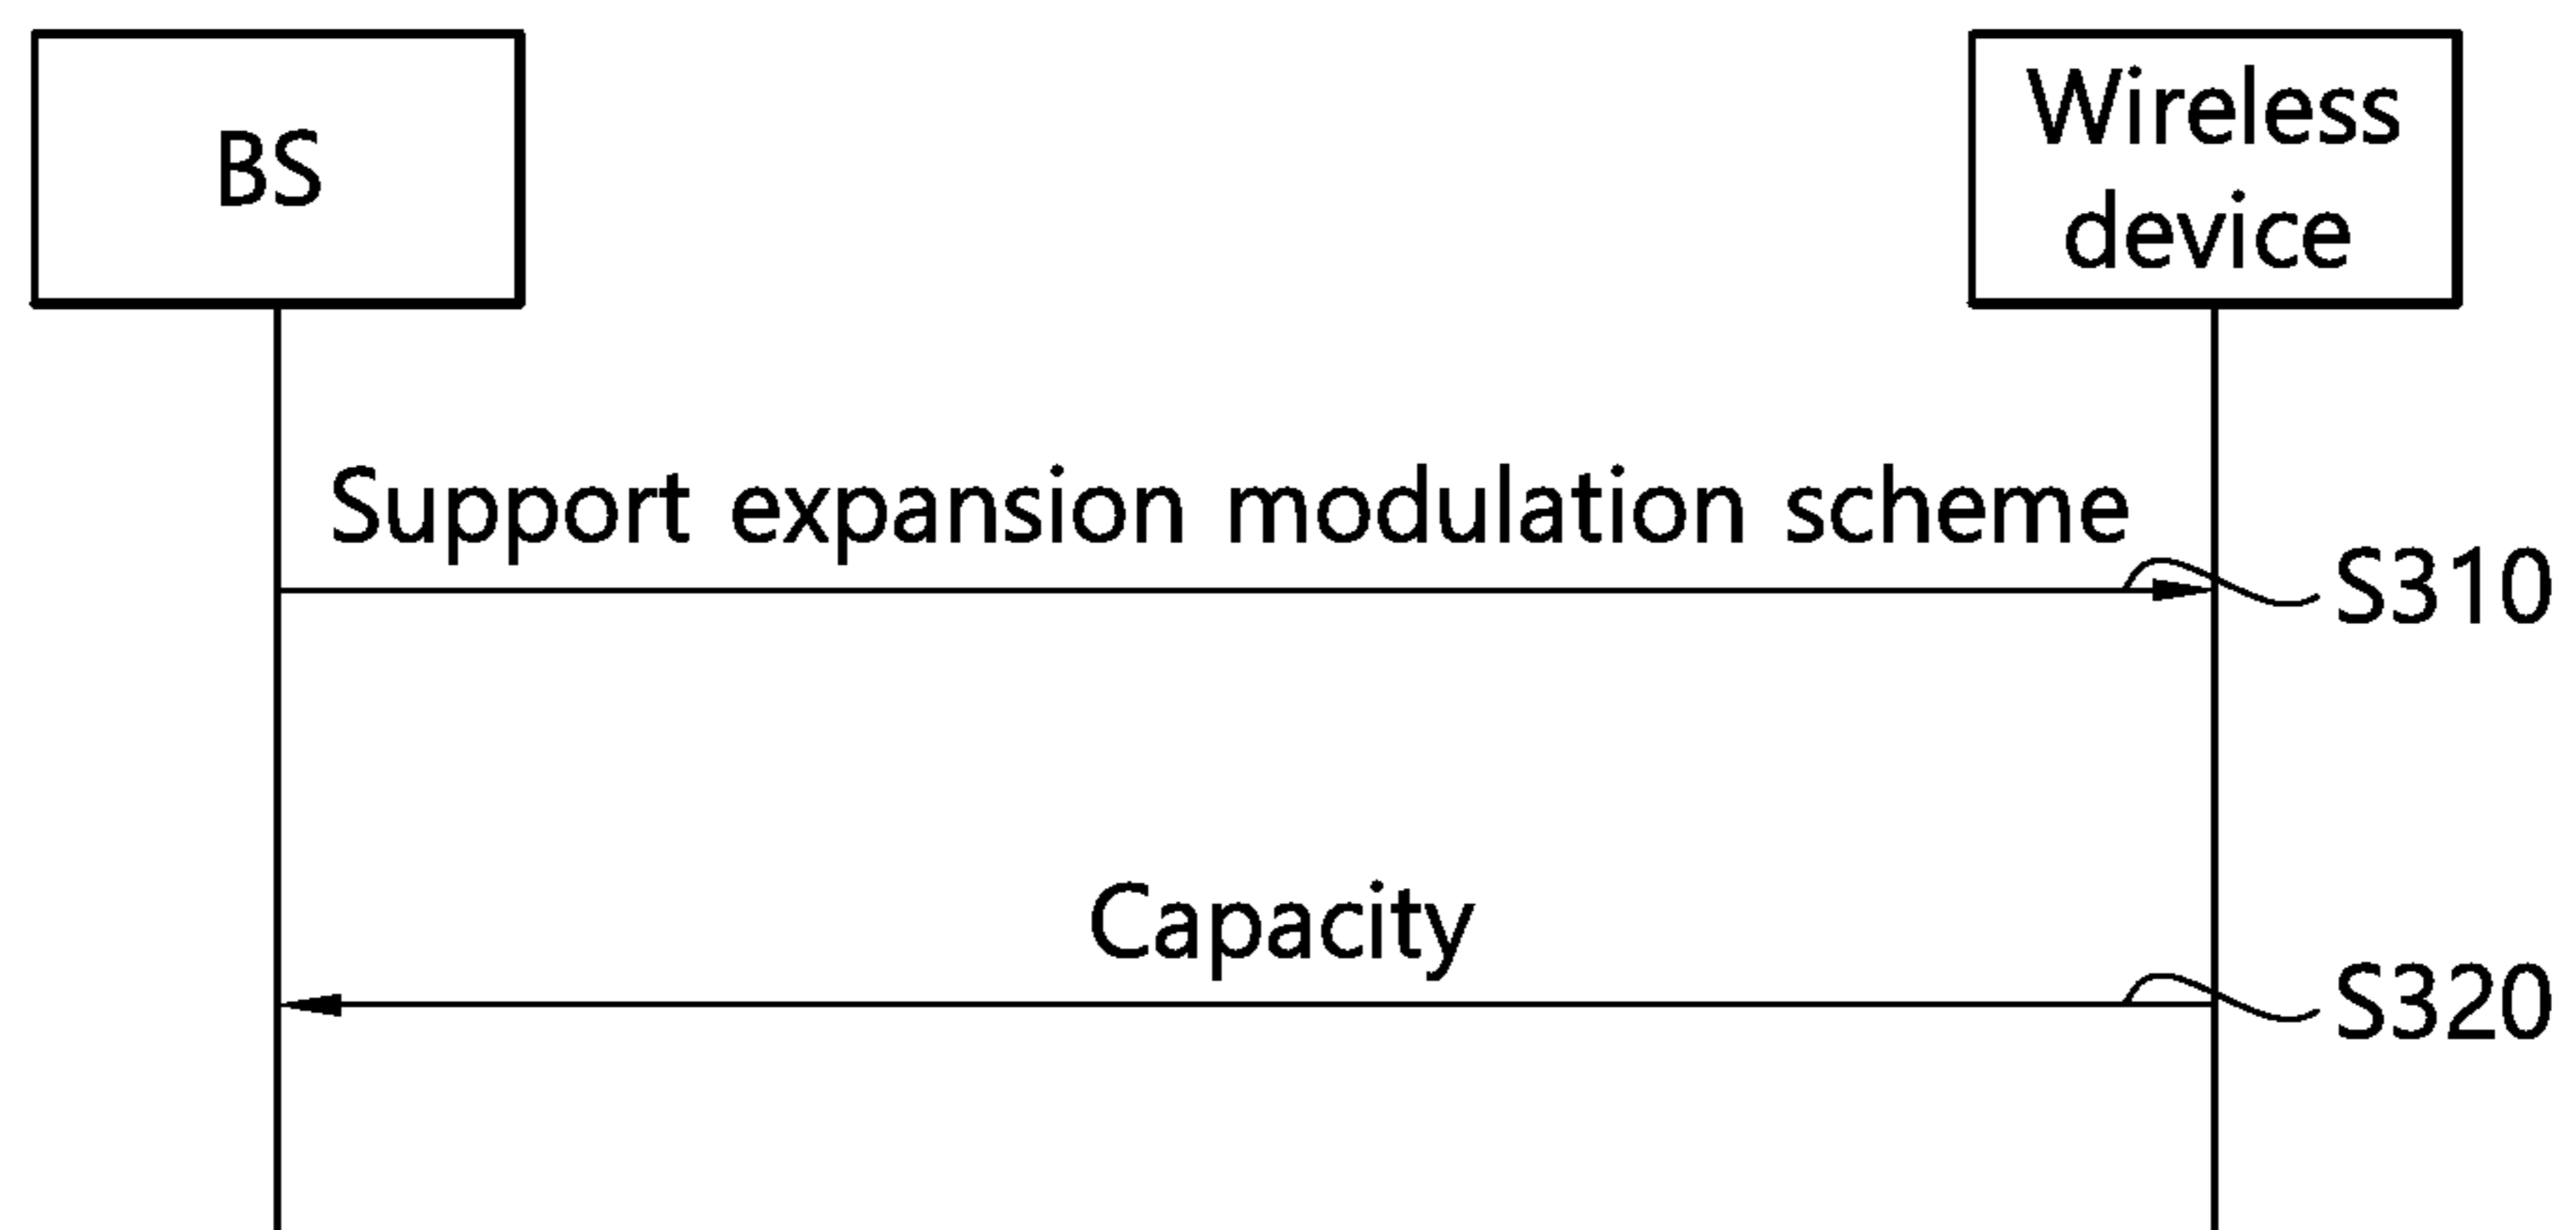 BS
Wireless
device
Support expansion modulation scheme
S310
Capacity
S320